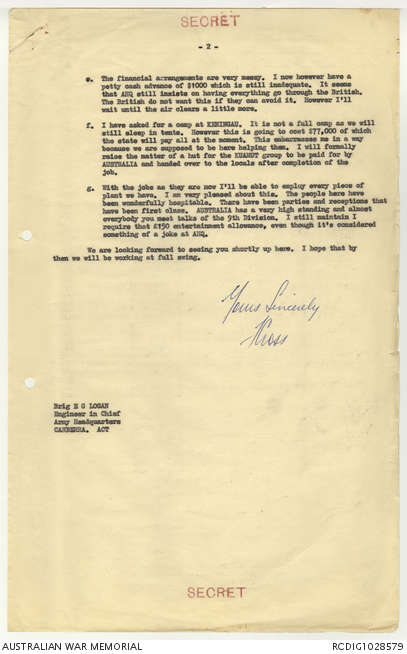 SECRET
- 2 -
e. The financial arrangements are very messy. I now however have a
petty cash advance of $1000 which is still inadequate. It seems
that AHQ still insists on having everything go through the British.
The British do not want this if they can avoid it. However I'll
wait until the air clears a little more.
f. I have asked for a camp at KENINGAU. It is not a full camp as we will
still sleep in tents. However this is going to cost $77,000 of which
the state will pay all at the moment. This embarrasses me in a way
because we are supposed to be here helping them. I will formally
raise the matter of a hut for the KUAMUT group to be paid for by
AUSTRALIA and handed over to the locals after completion of the
job.
g. With the jobs as they are now I'll be able to employ every piece of
plant we have. I am very pleased about this. The people here have
been wonderfully hospitable. There have been parties and receptions that
have been first class. AUSTRALIA has a very high standing and almost
everybody you meet talks of the 9th Division. I still maintain I
require that £150 entertainment allowance, even though it's considered
something of a joke at AHQ.
We are looking forward to seeing you shortly up here. I hope that by
then we will be working at full swing.
Yours Sincerely
Ross
Brig E G LOGAN
Engineer in Chief
Army Headquarters
CANBERRA. ACT
SECRET
AUSTRALIAN WAR MEMORIAL
RCDIG1028579